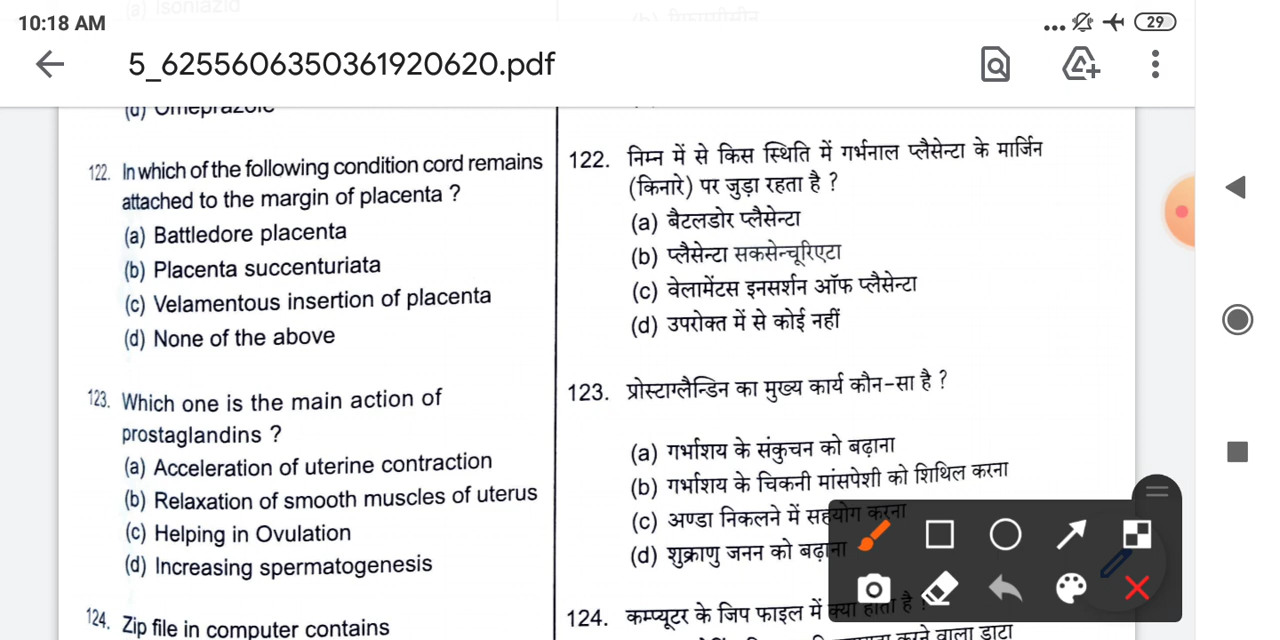 (a) Isoniazid
10:18 AM
29
5_6255606350361920620.pdf
(d) Omeprazole
122. In which of the following condition cord remains
attached to the margin of placenta ?
(a) Battledore placenta
(b) Placenta succenturiata
(c) Velamentous insertion of placenta
(d) None of the above
123. Which one is the main action of
prostaglandins ?
(a) Acceleration of uterine contraction
(b) Relaxation of smooth muscles of uterus
(c) Helping in Ovulation
(d) Increasing spermatogenesis
124. Zip file in computer contains
122. निम्न में से किस स्थिति में गर्भनाल प्लैसेन्टा के मार्जिन
(किनारे) पर जुड़ा रहता है ?
(a) बैटलडोर प्लैसेन्टा
(b) प्लैसेन्टा सकसेन्चूरिएटा
(c) वेलामेंटस इनसर्शन ऑफ प्लैसेन्टा
(d) उपरोक्त में से कोई नहीं
123. प्रोस्टाग्लैन्डिन का मुख्य कार्य कौन-सा है ?
(a) गर्भाशय के संकुचन को बढ़ाना
(b) गर्भाशय के चिकनी मांसपेशी को शिथिल करना
(c) अण्डा निकलने में सहयोग करना
(d) शुक्राणु जनन को बढ़ाना
124. कम्प्यूटर के जिप फाइल में क्या होता है ?
करने वाला डाटा